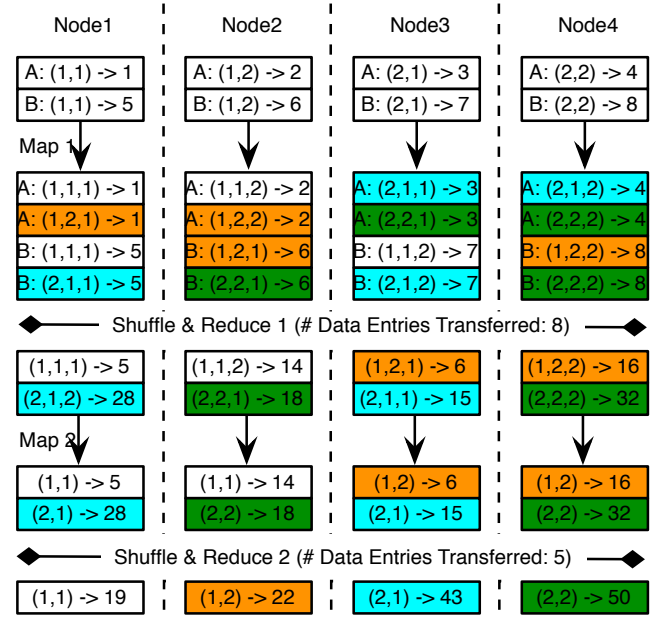 Node1 Node2 Node3 Node4
A: (1,1) -> 1 A: (1,2) -> 2 A: (2,1) -> 3 A: (2,2) -> 4
B: (1,1) -> 5 B: (1,2) -> 6 B: (2,1) -> 7 B: (2,2) -> 8
Map 1
A: (1,1,1) -> 1 A: (1,1,2) -> 2 A: (2,1,1) -> 3 A: (2,1,2) -> 4
A: (1,2,1) -> 1 A: (1,2,2) -> 2 A: (2,2,1) -> 3 A: (2,2,2) -> 4
B: (1,1,1) -> 5 B: (1,2,1) -> 6 B: (1,1,2) -> 7 B: (1,2,2) -> 8
B: (2,1,1) -> 5 B: (2,2,1) -> 6 B: (2,1,2) -> 7 B: (2,2,2) -> 8
Shuffle & Reduce 1 (# Data Entries Transferred: 8)
(1,1,1) -> 5 (1,1,2) -> 14 (1,2,1) -> 6 (1,2,2) -> 16
(2,1,2) -> 28 (2,2,1) -> 18 (2,1,1) -> 15 (2,2,2) -> 32
Map 2
(1,1) -> 5 (1,1) -> 14 (1,2) -> 6 (1,2) -> 16
(2,1) -> 28 (2,2) -> 18 (2,1) -> 15 (2,2) -> 32
Shuffle & Reduce 2 (# Data Entries Transferred: 5)
(1,1) -> 19 (1,2) -> 22 (2,1) -> 43 (2,2) -> 50